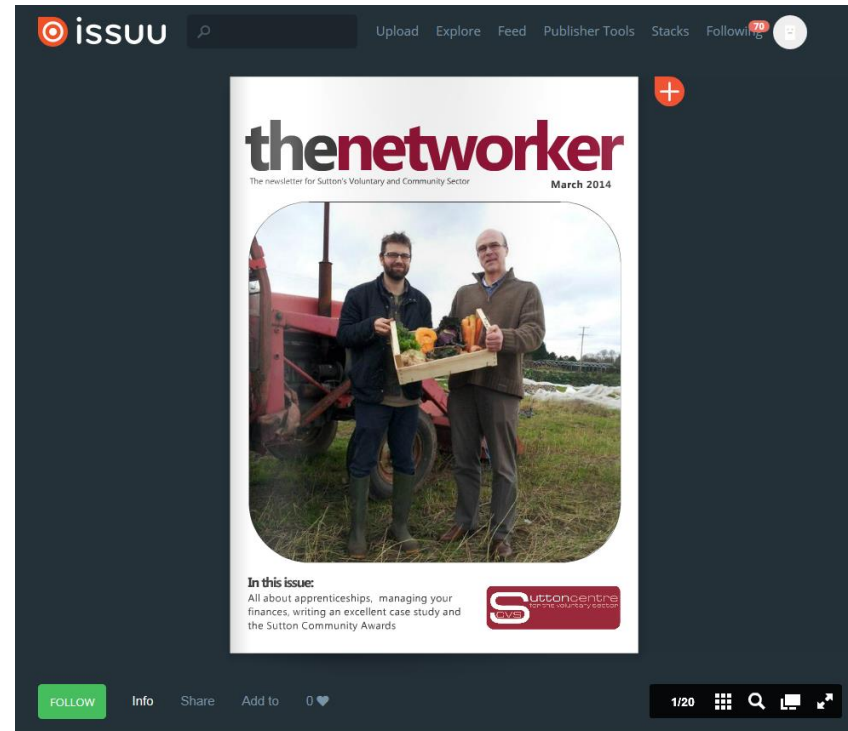 issuu
Upload Explore Feed Publisher Tools Stacks Following 70
thenetworker
The newsletter for Sutton's Voluntary and Community Sector
March 2014
In this issue:
All about apprenticeships, managing your
finances, writing an excellent case study and
the Sutton Community Awards
Suttoncentre
for the voluntary sector
CVS
FOLLOW Info Share Add to 0
1/20